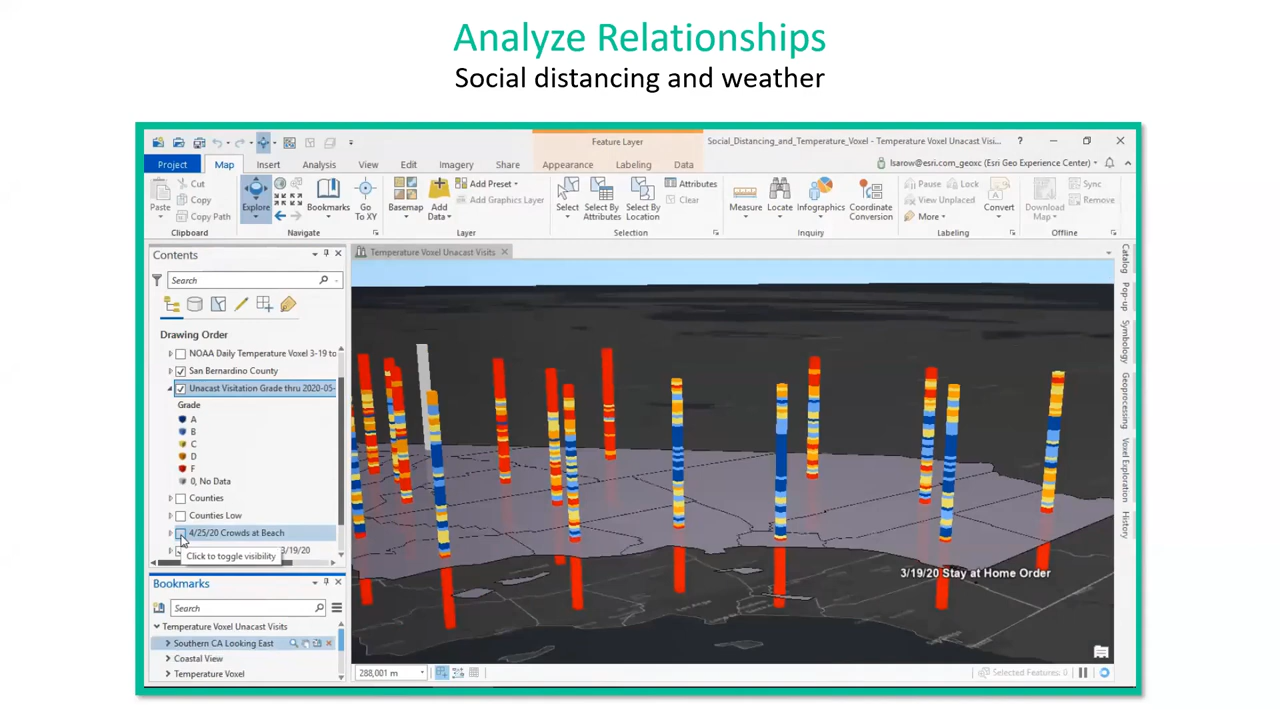 Analyze Relationships
Social distancing and weather
Feature Layer
Social_Distancing_and_Temperature_Voxel - Temperature Voxel Unacast Visi...
?
Project Map Insert Analysis View Edit Imagery Share Appearance Labeling Data
lsarow@esri.com_geoxc (Esri Geo Experience Center)
Paste
Cut
Copy
Copy Path
Clipboard
Explore
Bookmarks
Go To XY
Navigate
Basemap
Add Data
Add Preset
Add Graphics Layer
Layer
Select
Select By Attributes
Select By Location
Attributes
Clear
Selection
Measure
Locate
Infographics
Coordinate Conversion
Inquiry
Pause
Lock
View Unplaced
More
Convert
Labeling
Download Map
Sync
Remove
Offline
Contents
Search
Drawing Order
NOAA Daily Temperature Voxel 3-19 to
San Bernardino County
Unacast Visitation Grade thru 2020-05-
Grade
A
B
C
D
F
0, No Data
Counties
Counties Low
4/25/20 Crowds at Beach
3/19/20
Click to toggle visibility
Bookmarks
Search
Temperature Voxel Unacast Visits
Southern CA Looking East
Coastal View
Temperature Voxel
Temperature Voxel Unacast Visits
3/19/20 Stay at Home Order
288,001 m
Selected Features: 0
Catalog
Pop-up
Symbology
Geoprocessing
Voxel Exploration
History